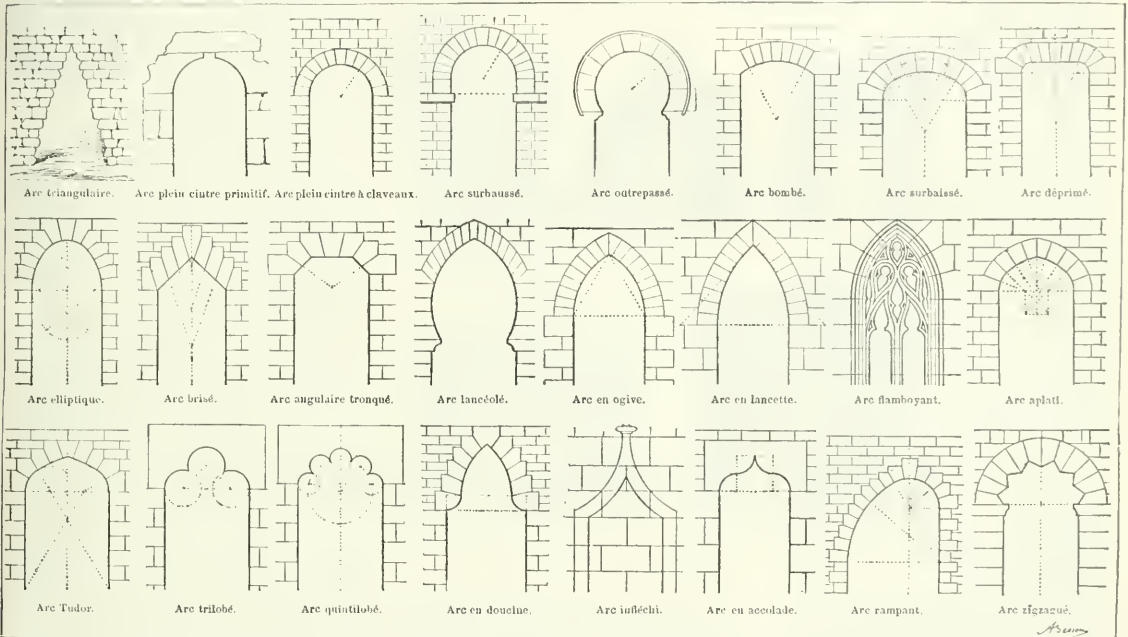 Arc triangulaire.
Arc plein cintre primitif.
Arc plein cintre à claveaux.
Arc surhaussé.
Arc outrepassé.
Arc bombé.
Arc surbaissé.
Arc déprimé.
Arc elliptique.
Arc brisé.
Arc angulaire tronqué.
Arc lancéolé.
Arc en ogive.
Arc en lancette.
Arc flamboyant.
Arc aplati.
Arc Tudor.
Arc trilobé.
Arc quintilobé.
Arc en doucine.
Arc infléchi.
Arc en accolade.
Arc rampant.
Arc zigzagué.